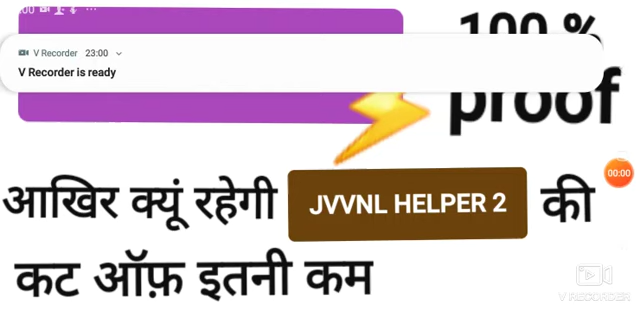 100 %
V Recorder 23:00
V Recorder is ready
proof
00:00
आखिर क्यूं रहेगी JVVNL HELPER 2 की
कट ऑफ़ इतनी कम
V RECORDER